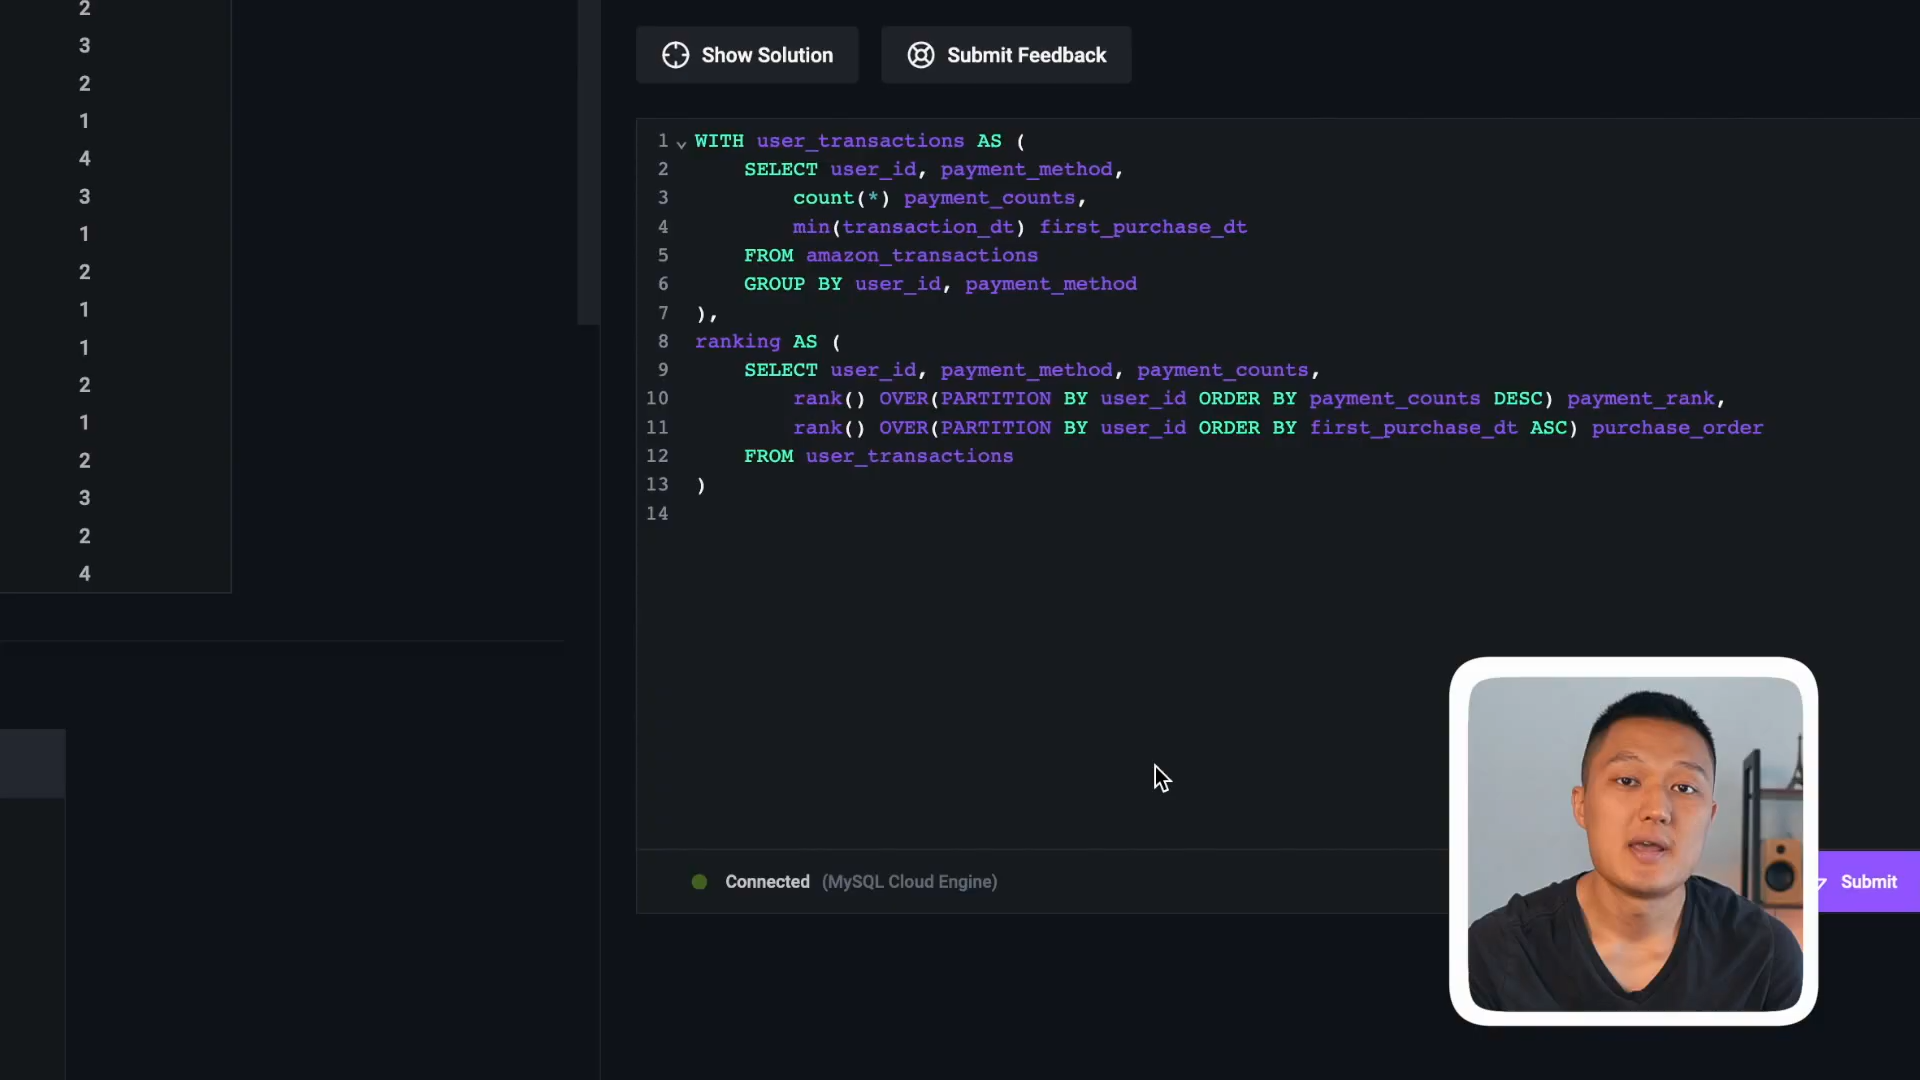 2
3
2
1
4
3
1
2
1
1
2
1
2
3
2
4
Show Solution
Submit Feedback
1 WITH user_transactions AS (
2 SELECT user_id, payment_method,
3 count(*) payment_counts,
4 min(transaction_dt) first_purchase_dt
5 FROM amazon_transactions
6 GROUP BY user_id, payment_method
7 ),
8 ranking AS (
9 SELECT user_id, payment_method, payment_counts,
10 rank() OVER(PARTITION BY user_id ORDER BY payment_counts DESC) payment_rank,
11 rank() OVER(PARTITION BY user_id ORDER BY first_purchase_dt ASC) purchase_order
12 FROM user_transactions
13 )
14
Connected (MySQL Cloud Engine)
Submit